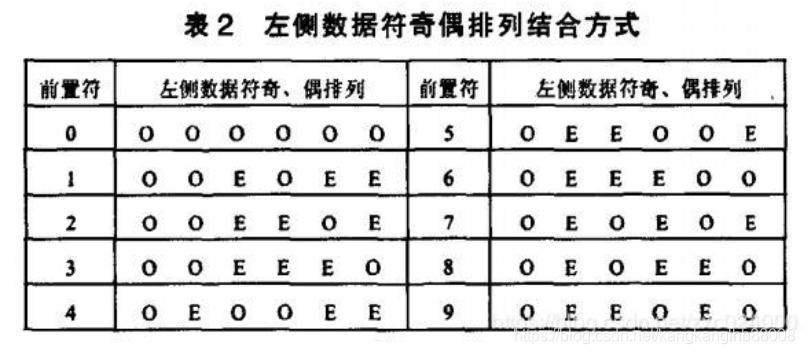 表2 左侧数据符奇偶排列结合方式
前置符 左侧数据符奇、偶排列 前置符 左侧数据符奇、偶排列
0 O O O O O O 5 O E E O O E
1 O O E O E E 6 O E E E O O
2 O O E E O E 7 O E O E O E
3 O O E E E O 8 O E O E E O
4 O E O O E E 9 O E E O E O
https://blog.csdn.net/kangkanglhb88008